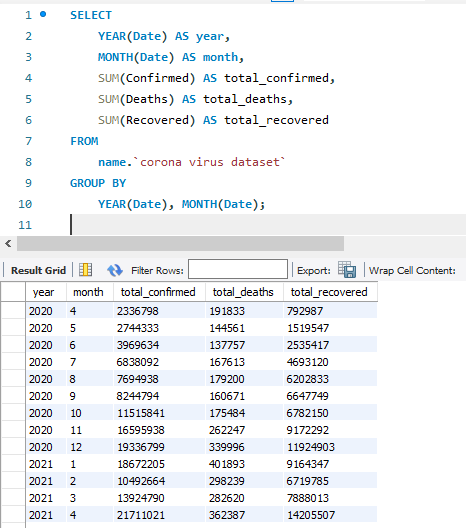 1 SELECT
2 YEAR(Date) AS year,
3 MONTH(Date) AS month,
4 SUM(Confirmed) AS total_confirmed,
5 SUM(Deaths) AS total_deaths,
6 SUM(Recovered) AS total_recovered
7 FROM
8 name.`corona virus dataset`
9 GROUP BY
10 YEAR(Date), MONTH(Date);
11
Result Grid Filter Rows: Export: Wrap Cell Content:
year month total_confirmed total_deaths total_recovered
2020 4 2336798 191833 792987
2020 5 2744333 144561 1519547
2020 6 3969634 137757 2535417
2020 7 6838092 167613 4693120
2020 8 7694938 179200 6202833
2020 9 8244794 160671 6647749
2020 10 11515841 175484 6782150
2020 11 16595938 262247 9172292
2020 12 19336799 339996 11924903
2021 1 18672205 401893 9164347
2021 2 10492664 298239 6719785
2021 3 13924790 282620 7888013
2021 4 21711021 362387 14205507